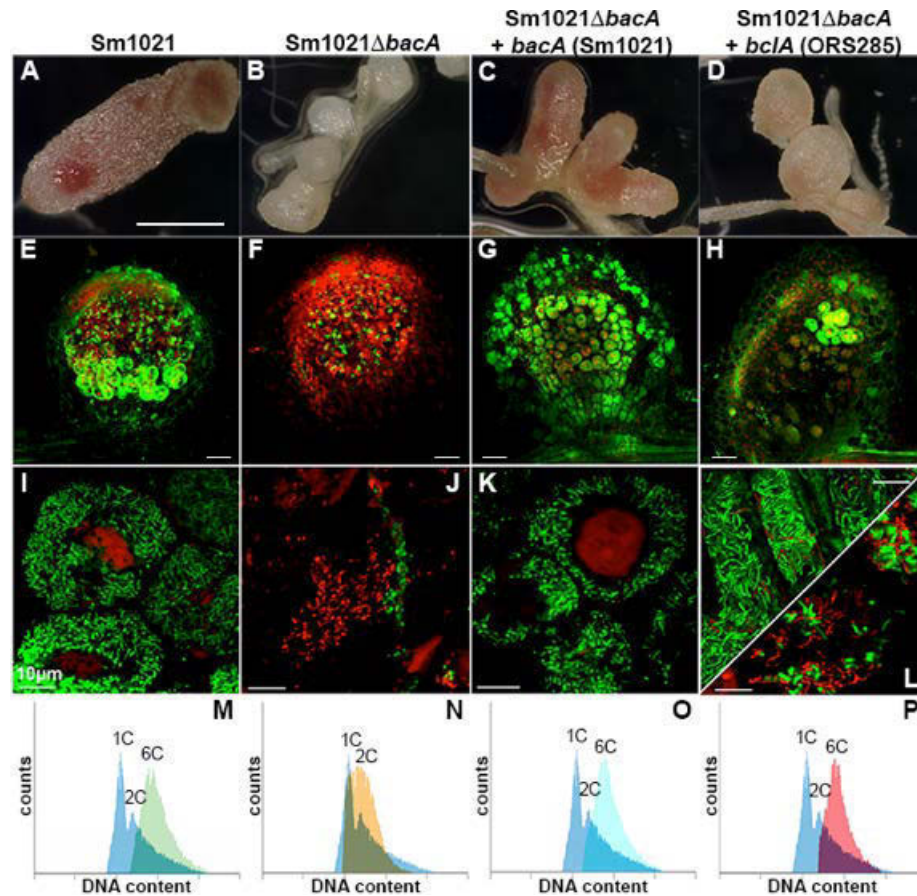 Sm1021
Sm1021ΔbacA
Sm1021ΔbacA
+ bacA (Sm1021)
Sm1021ΔbacA
+ bclA (ORS285)
A
B
C
D
E
F
G
H
I
J
K
L
10μm
M
N
O
P
counts
1C
6C
2C
DNA content
counts
1C
2C
DNA content
counts
1C
6C
2C
DNA content
counts
1C
6C
2C
DNA content